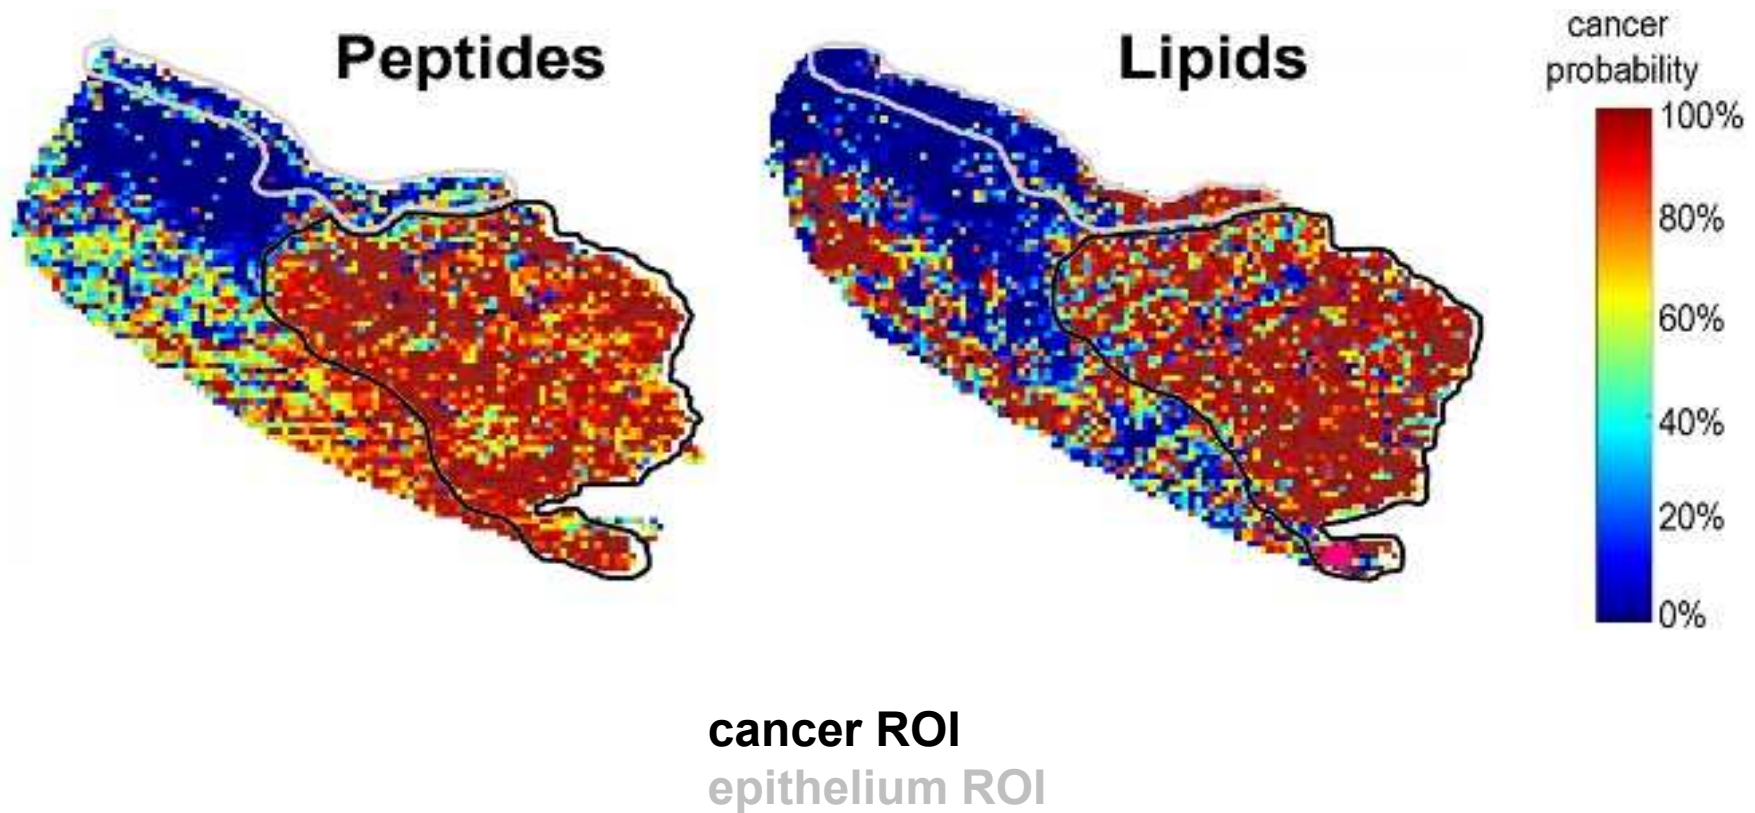 Peptides
Lipids
cancer
probability
100%
80%
60%
40%
20%
0%
cancer ROI
epithelium ROI